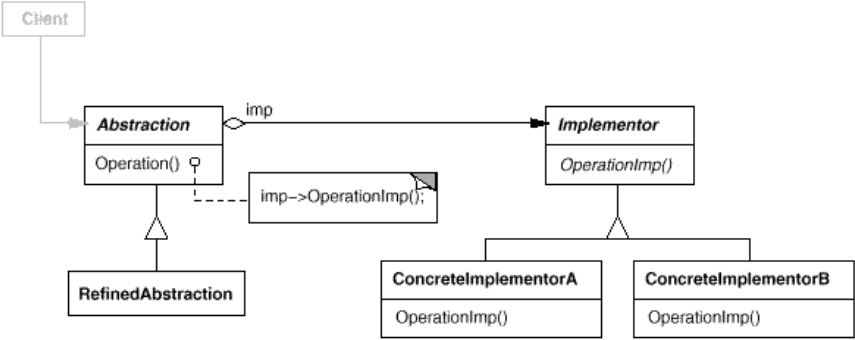 Client
imp
Abstraction
Implementor
Operation()
OperationImp()
imp->OperationImp();
RefinedAbstraction
ConcreteImplementorA
ConcreteImplementorB
OperationImp()
OperationImp()